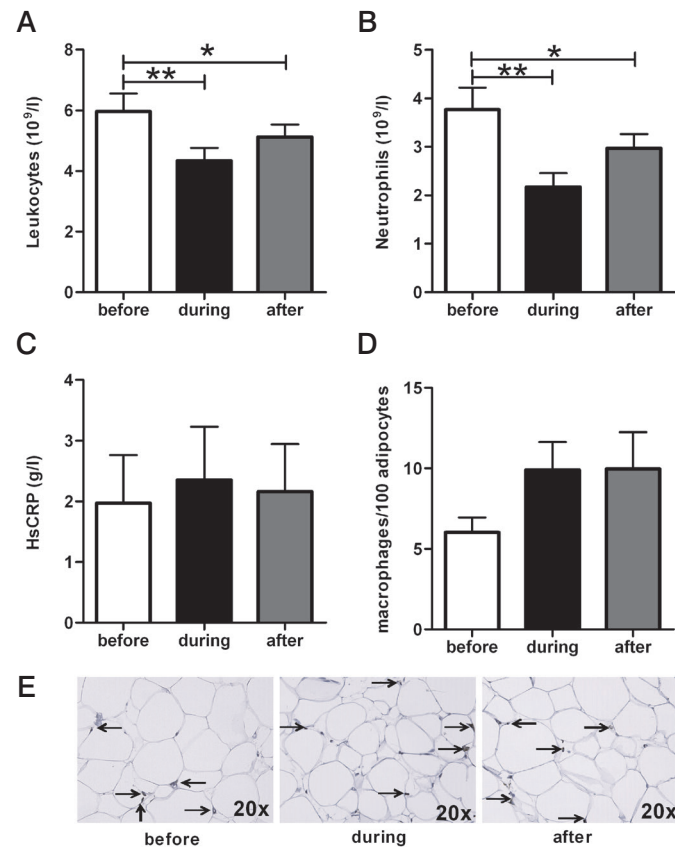 A
B
8
6
4
2
0
Leukocytes (10⁹/l)
**
*
before during after
5
4
3
2
1
0
Neutrophils (10⁹/l)
**
*
before during after
C
D
4
3
2
1
0
HsCRP (g/l)
before during after
15
10
5
0
macrophages/100 adipocytes
before during after
E
20x
20x
20x
before during after